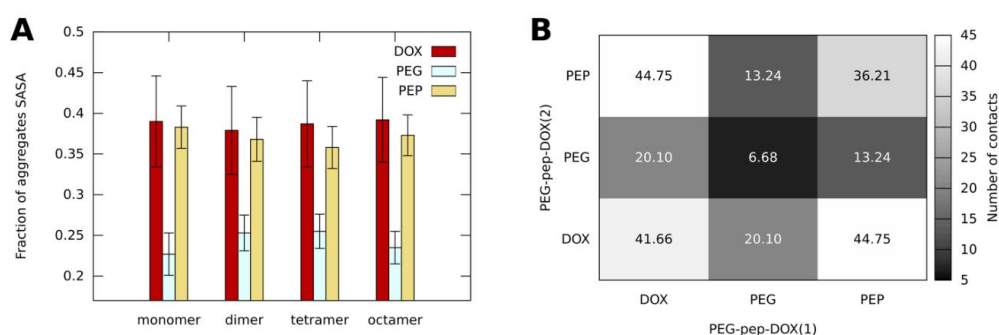 A
Fraction of aggregates SASA
0.5
0.45
0.4
0.35
0.3
0.25
0.2
DOX
PEG
PEP
monomer dimer tetramer octamer
B
PEG-pep-DOX(2)
PEP 44.75 13.24 36.21
PEG 20.10 6.68 13.24
DOX 41.66 20.10 44.75
DOX PEG PEP
PEG-pep-DOX(1)
45
40
35
30
25
20
15
10
5
Number of contacts